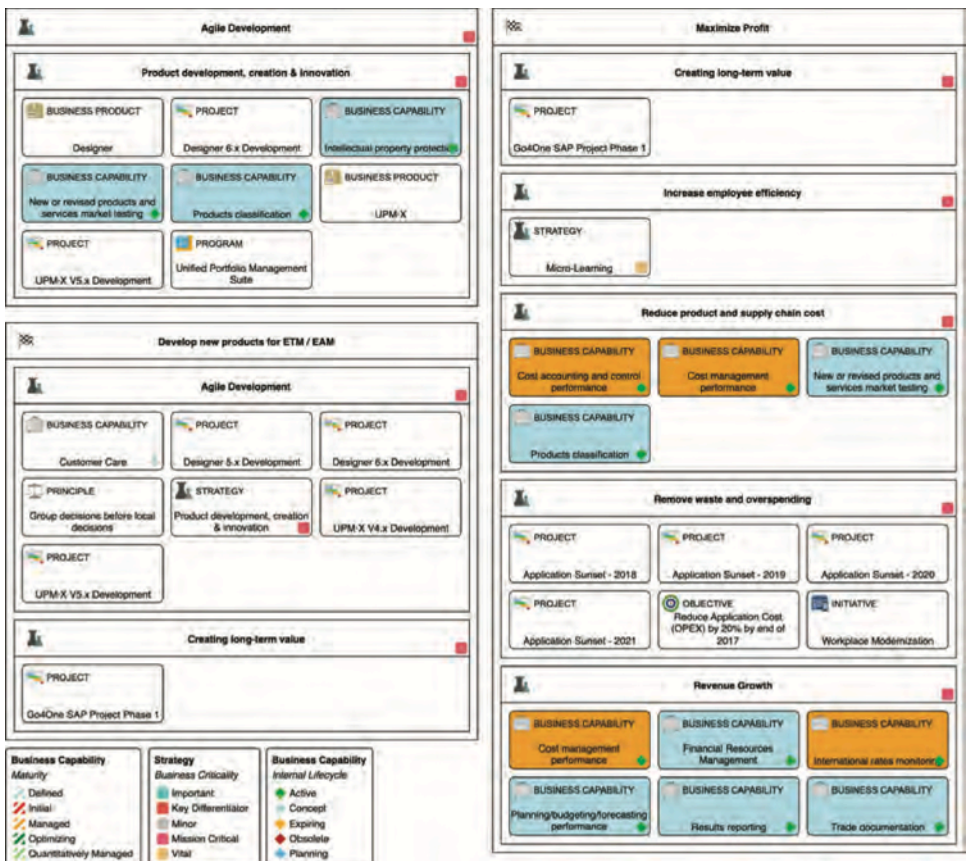 Agile Development
Product development, creation & innovation
BUSINESS PRODUCT
Designer
PROJECT
Designer 6.x Development
BUSINESS CAPABILITY
Intellectual property protectio
BUSINESS CAPABILITY
New or revised products and
services market testing
BUSINESS CAPABILITY
Products classification
BUSINESS PRODUCT
UPM-X
PROJECT
UPM-X V5.x Development
PROGRAM
Unified Portfolio Management
Suite
Develop new products for ETM / EAM
Agile Development
BUSINESS CAPABILITY
Customer Care
PROJECT
Designer 5.x Development
PROJECT
Designer 6.x Development
PRINCIPLE
Group decisions before local
decisions
STRATEGY
Product development, creation
& innovation
PROJECT
UPM-X V4.x Development
PROJECT
UPM-X V5.x Development
Creating long-term value
PROJECT
Go4One SAP Project Phase 1
Business Capability
Maturity
Defined
Initial
Managed
Optimizing
Quantitatively Managed
Strategy
Business Criticality
Important
Key Differentiator
Minor
Mission Critical
Vital
Business Capability
Internal Lifecycle
Active
Concept
Expiring
Obsolete
Planning
Maximize Profit
Creating long-term value
PROJECT
Go4One SAP Project Phase 1
Increase employee efficiency
STRATEGY
Micro-Learning
Reduce product and supply chain cost
BUSINESS CAPABILITY
Cost accounting and control
performance
BUSINESS CAPABILITY
Cost management
performance
BUSINESS CAPABILITY
New or revised products and
services market testing
BUSINESS CAPABILITY
Products classification
Remove waste and overspending
PROJECT
Application Sunset - 2018
PROJECT
Application Sunset - 2019
PROJECT
Application Sunset - 2020
PROJECT
Application Sunset - 2021
OBJECTIVE
Reduce Application Cost
(OPEX) by 20% by end of
2017
INITIATIVE
Workplace Modernization
Revenue Growth
BUSINESS CAPABILITY
Cost management
performance
BUSINESS CAPABILITY
Financial Resources
Management
BUSINESS CAPABILITY
International rates monitoring
BUSINESS CAPABILITY
Planning/budgeting/forecasting
performance
BUSINESS CAPABILITY
Results reporting
BUSINESS CAPABILITY
Trade documentation